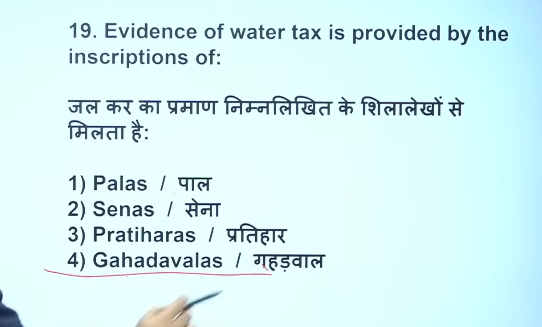 19. Evidence of water tax is provided by the
inscriptions of:
जल कर का प्रमाण निम्नलिखित के शिलालेखों से
मिलता है:
1) Palas / पाल
2) Senas / सेना
3) Pratiharas / प्रतिहार
4) Gahadavalas / गहड़वाल